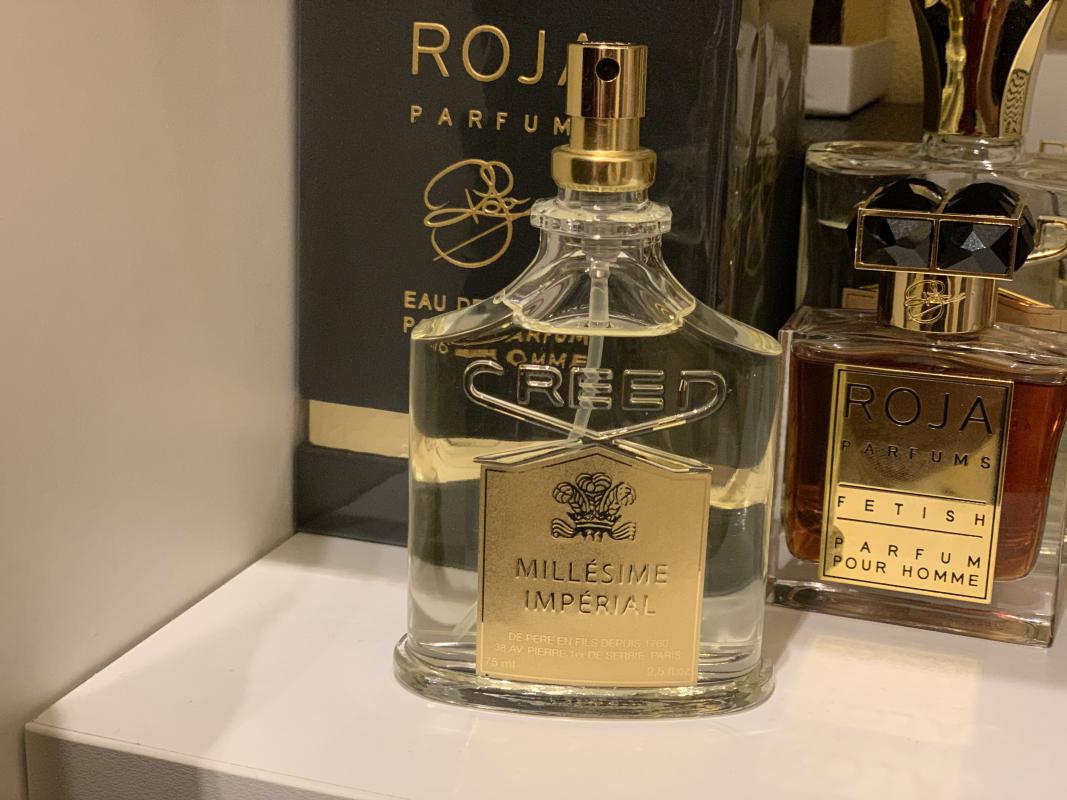 ROJA
PARFUMS
EAU DE
CREED
MILLÉSIME
IMPÉRIAL
DE PERE EN FILS DEPUIS 1760
38 AV. PIERRE 1er DE SERBIE. PARIS
75 ml 2,5 fl.oz
ROJA
PARFUMS
FETISH
PARFUM
POUR HOMME